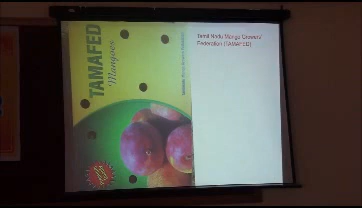 TAMAFED
Mangoes
Tamil Nadu Mango Growers'
Federation (TAMAFED)